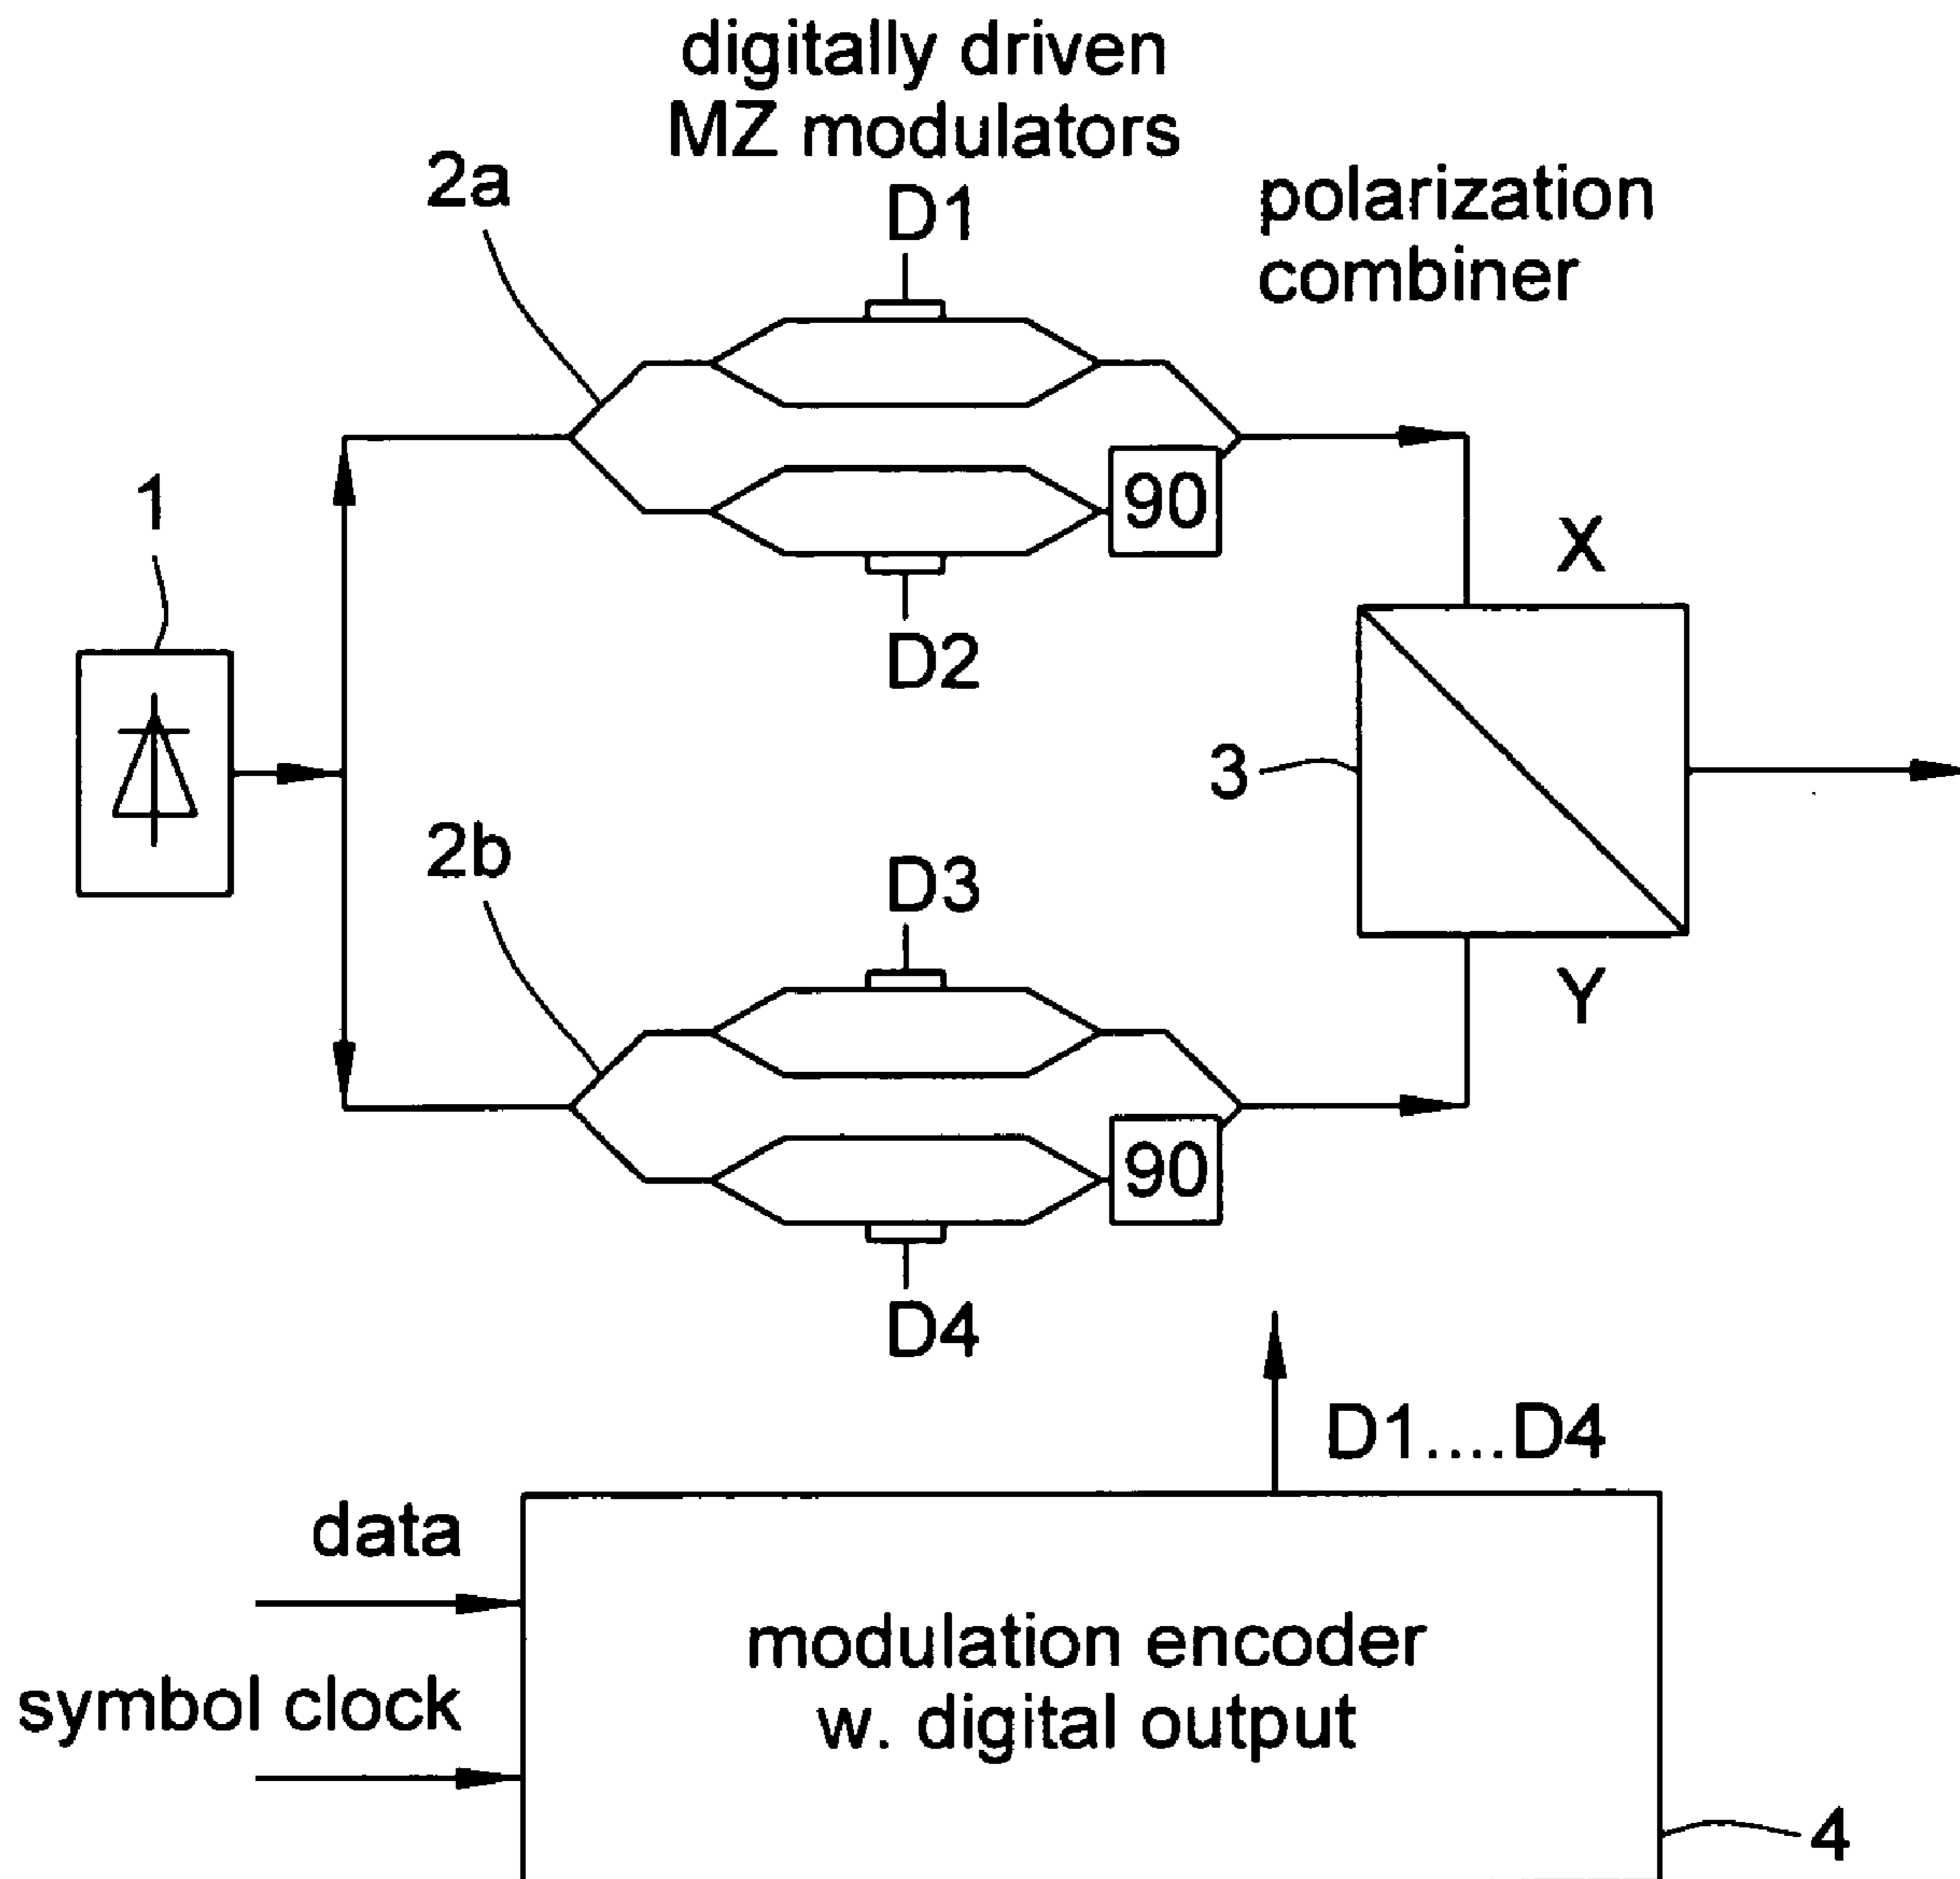 digitally driven
MZ modulators
2a
D1
polarization
combiner
90
1
X
D2
3
2b
D3
Y
90
D4
D1....D4
data
modulation encoder
symbol clock
w. digital output
4